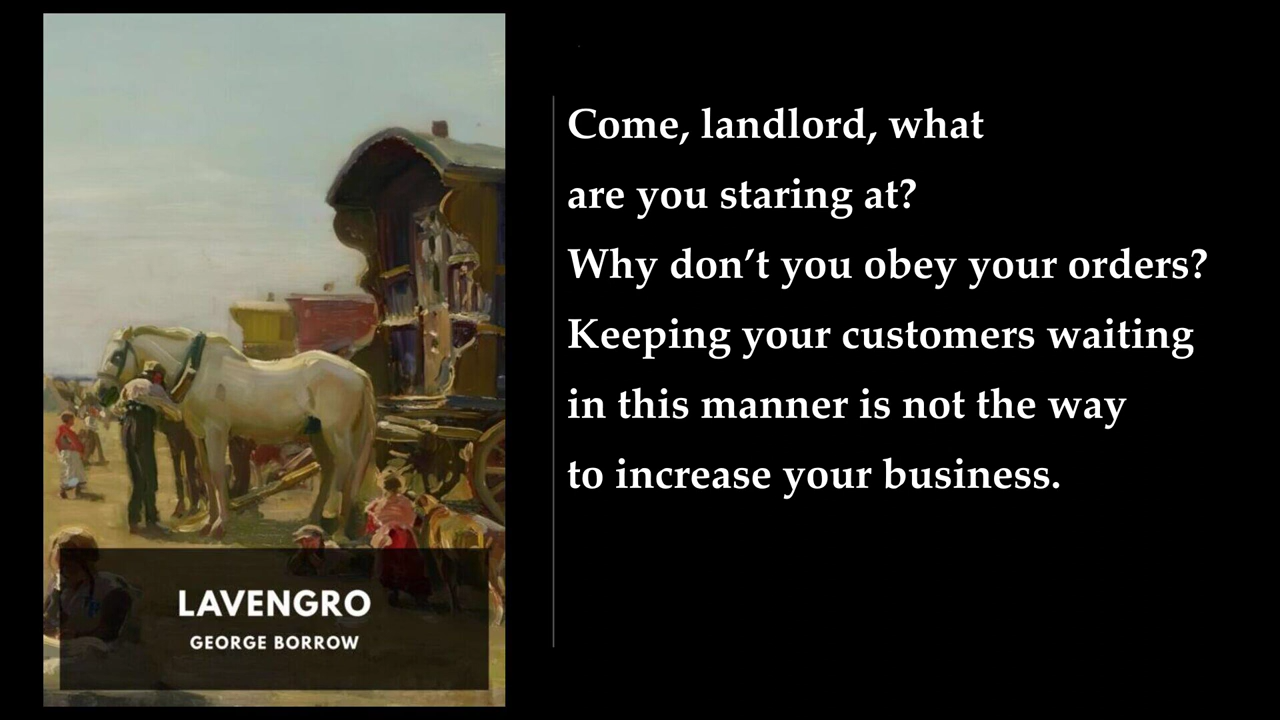 LAVENGRO
GEORGE BORROW
Come, landlord, what
are you staring at?
Why don’t you obey your orders?
Keeping your customers waiting
in this manner is not the way
to increase your business.